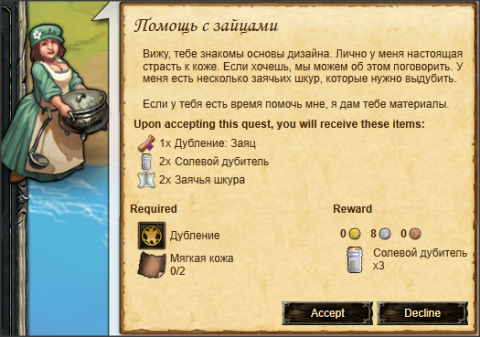 Помощь с зайцами
Вижу, тебе знакомы основы дизайна. Лично у меня настоящая
страсть к коже. Если хочешь, мы можем об этом поговорить. У
меня есть несколько заячьих шкур, которые нужно выдубить.
Если у тебя есть время помочь мне, я дам тебе материалы.
Upon accepting this quest, you will receive these items:
1x Дубление: Заяц
2x Солевой дубитель
2x Заячья шкура
Required
Дубление
Мягкая кожа
0/2
Reward
0 8 0
Солевой дубитель
x3
Accept
Decline